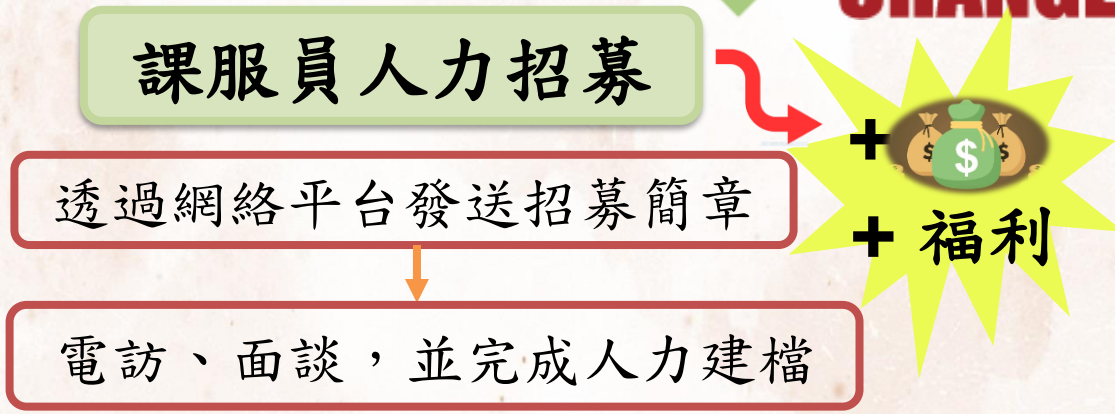 課服員人力招募
透過網絡平台發送招募簡章
電訪、面談，並完成人力建檔
+ $ $ $
+ 福利